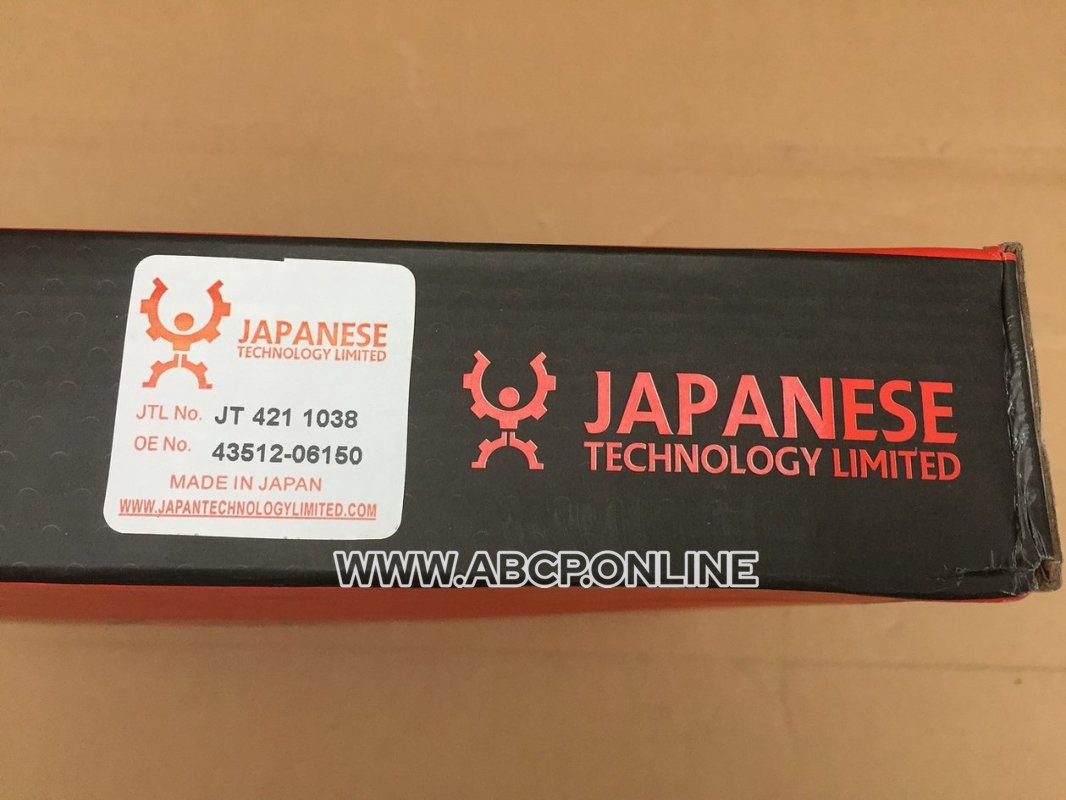 JAPANESE
TECHNOLOGY LIMITED
JTL No. JT 421 1038
OE No. 43512-06150
MADE IN JAPAN
WWW.JAPANTECHNOLOGYLIMITED.COM
JAPANESE
TECHNOLOGY LIMITED
WWW.ABCP.ONLINE